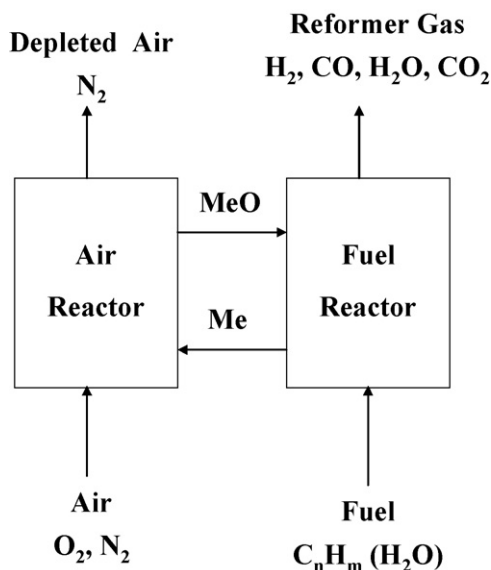 Depleted Air
N₂
Reformer Gas
H₂, CO, H₂O, CO₂
MeO
Air
Reactor
Fuel
Reactor
Me
Air
O₂, N₂
Fuel
CₙHₘ (H₂O)